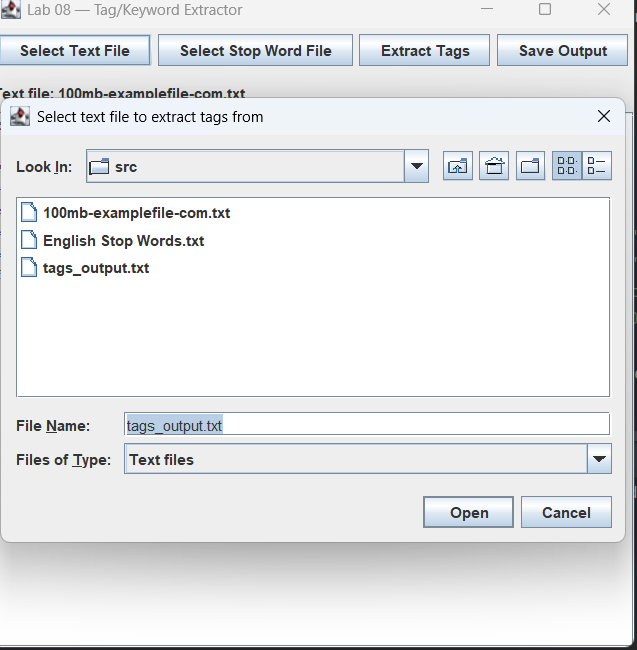 Lab 08 — Tag/Keyword Extractor
Select Text File Select Stop Word File Extract Tags Save Output
Text file: 100mb-examplefile-com.txt
Select text file to extract tags from
Look In: src
100mb-examplefile-com.txt
English Stop Words.txt
tags_output.txt
File Name: tags_output.txt
Files of Type: Text files
Open Cancel